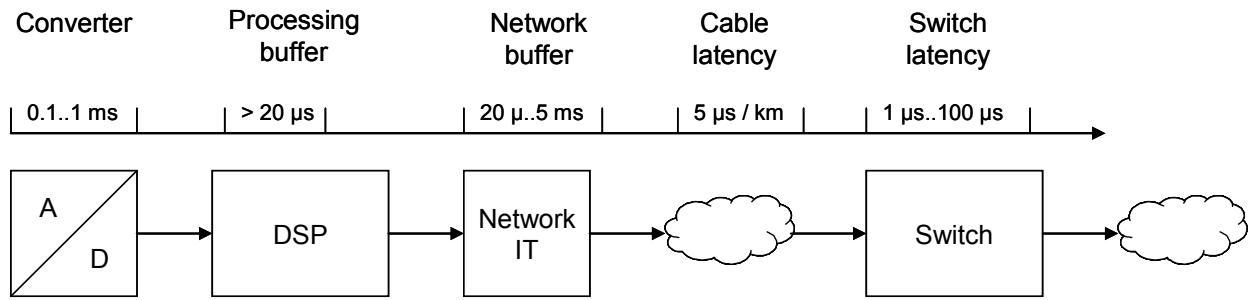 Converter
Processing
buffer
Network
buffer
Cable
latency
Switch
latency
0.1..1 ms
> 20 µs
20 µ..5 ms
5 µs / km
1 µs..100 µs
A
D
DSP
Network
IT
Switch